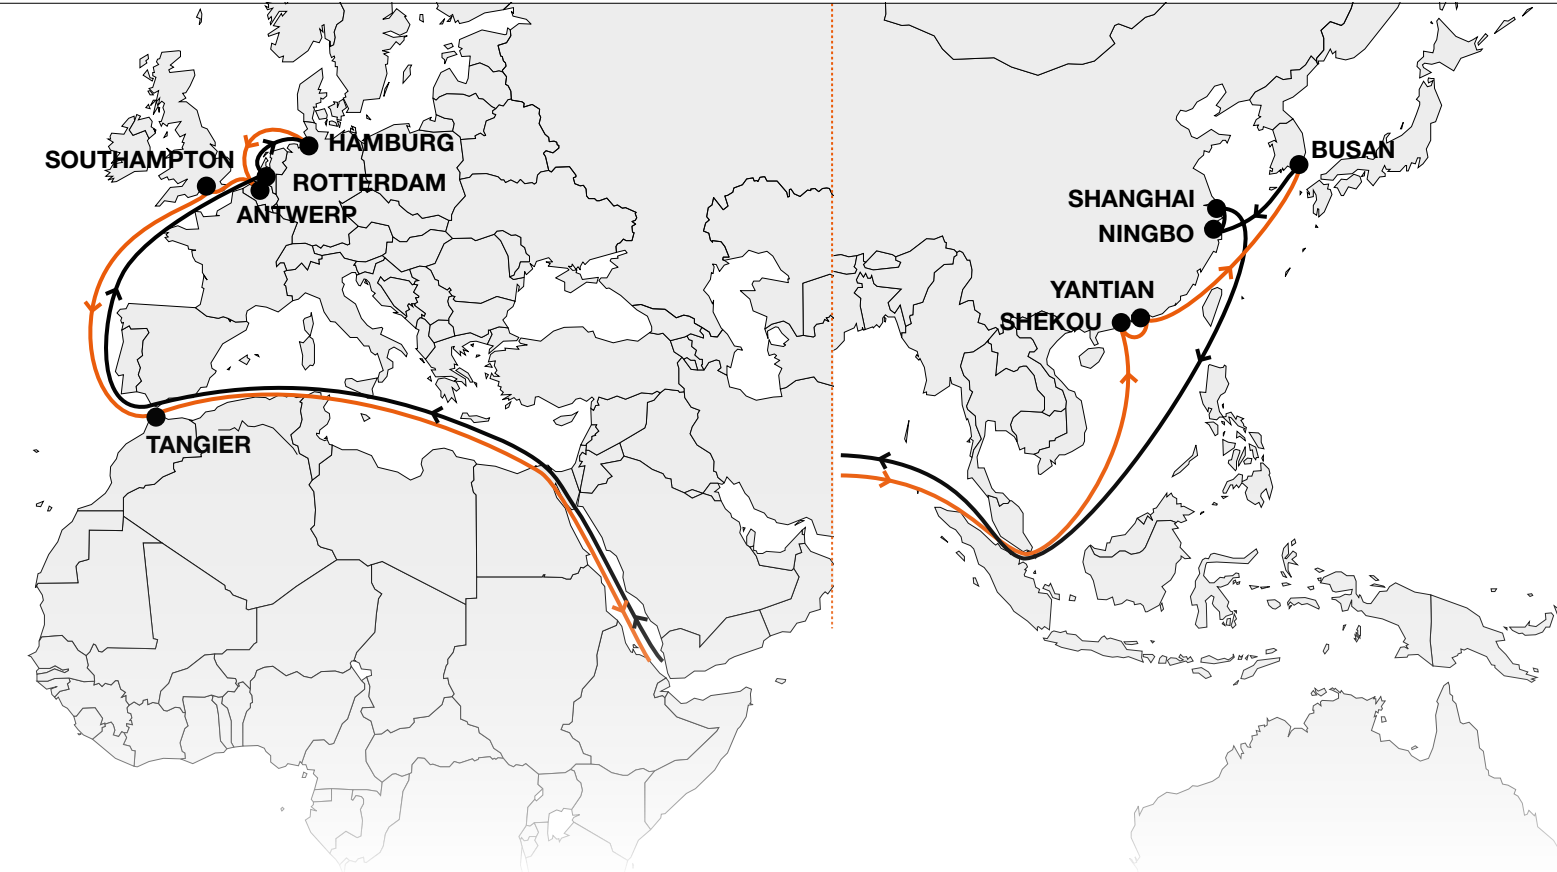 HAMBURG
SOUTHAMPTON
ROTTERDAM
ANTWERP
TANGIER
BUSAN
SHANGHAI
NINGBO
YANTIAN
SHEKOU